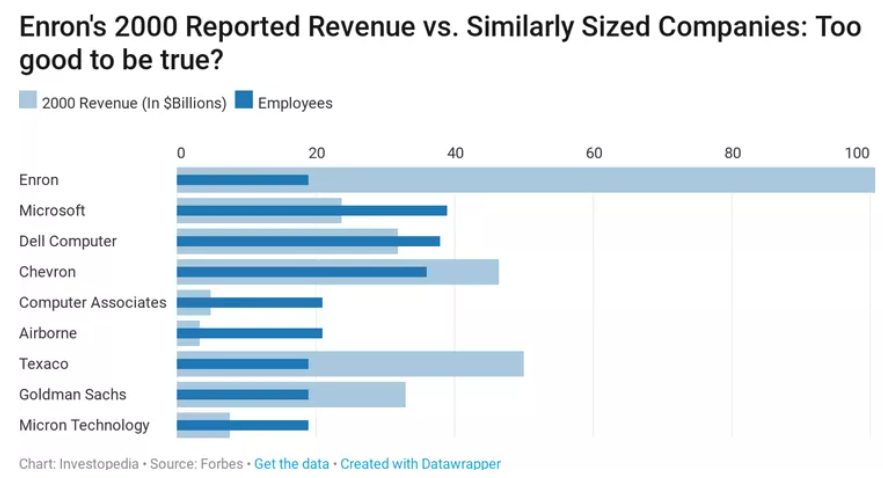 Enron's 2000 Reported Revenue vs. Similarly Sized Companies: Too
good to be true?
2000 Revenue (In $Billions) Employees
0 20 40 60 80 100
Enron
Microsoft
Dell Computer
Chevron
Computer Associates
Airborne
Texaco
Goldman Sachs
Micron Technology
Chart: Investopedia • Source: Forbes • Get the data • Created with Datawrapper